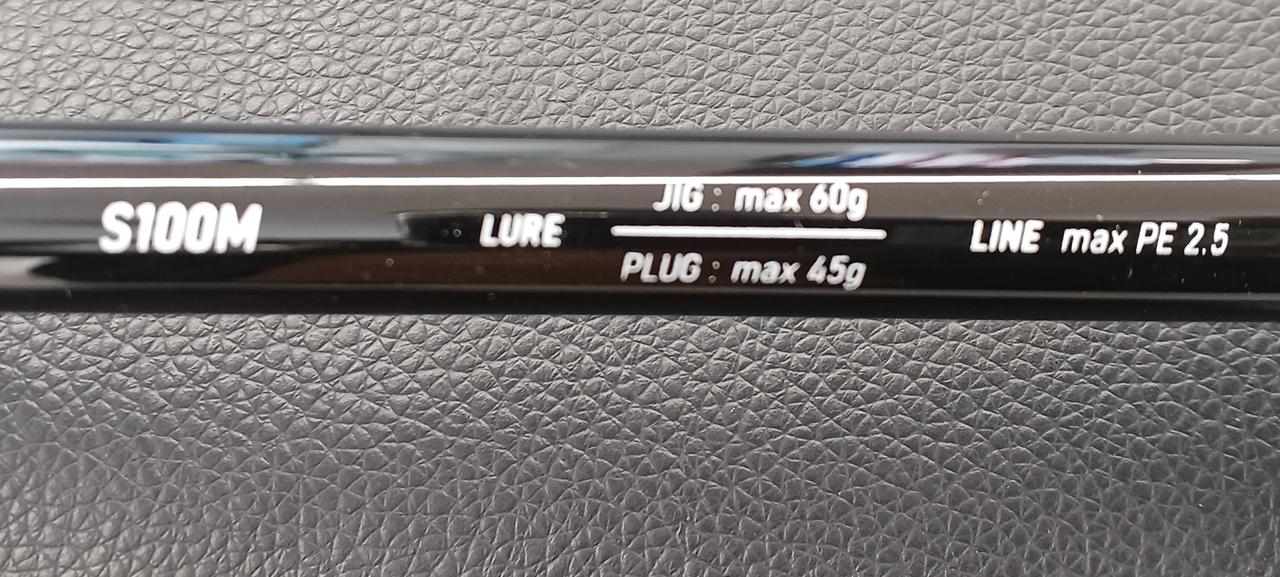 S100M LURE JIG : max 60g
PLUG : max 45g LINE max PE 2.5